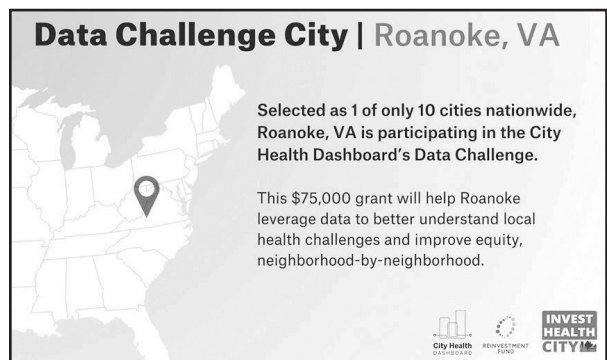 Data Challenge City | Roanoke, VA
Selected as 1 of only 10 cities nationwide,
Roanoke, VA is participating in the City
Health Dashboard's Data Challenge.
This $75,000 grant will help Roanoke
leverage data to better understand local
health challenges and improve equity,
neighborhood-by-neighborhood.
City Health
DASHBOARD
REINVESTMENT
FUND
INVEST
HEALTH
CITY